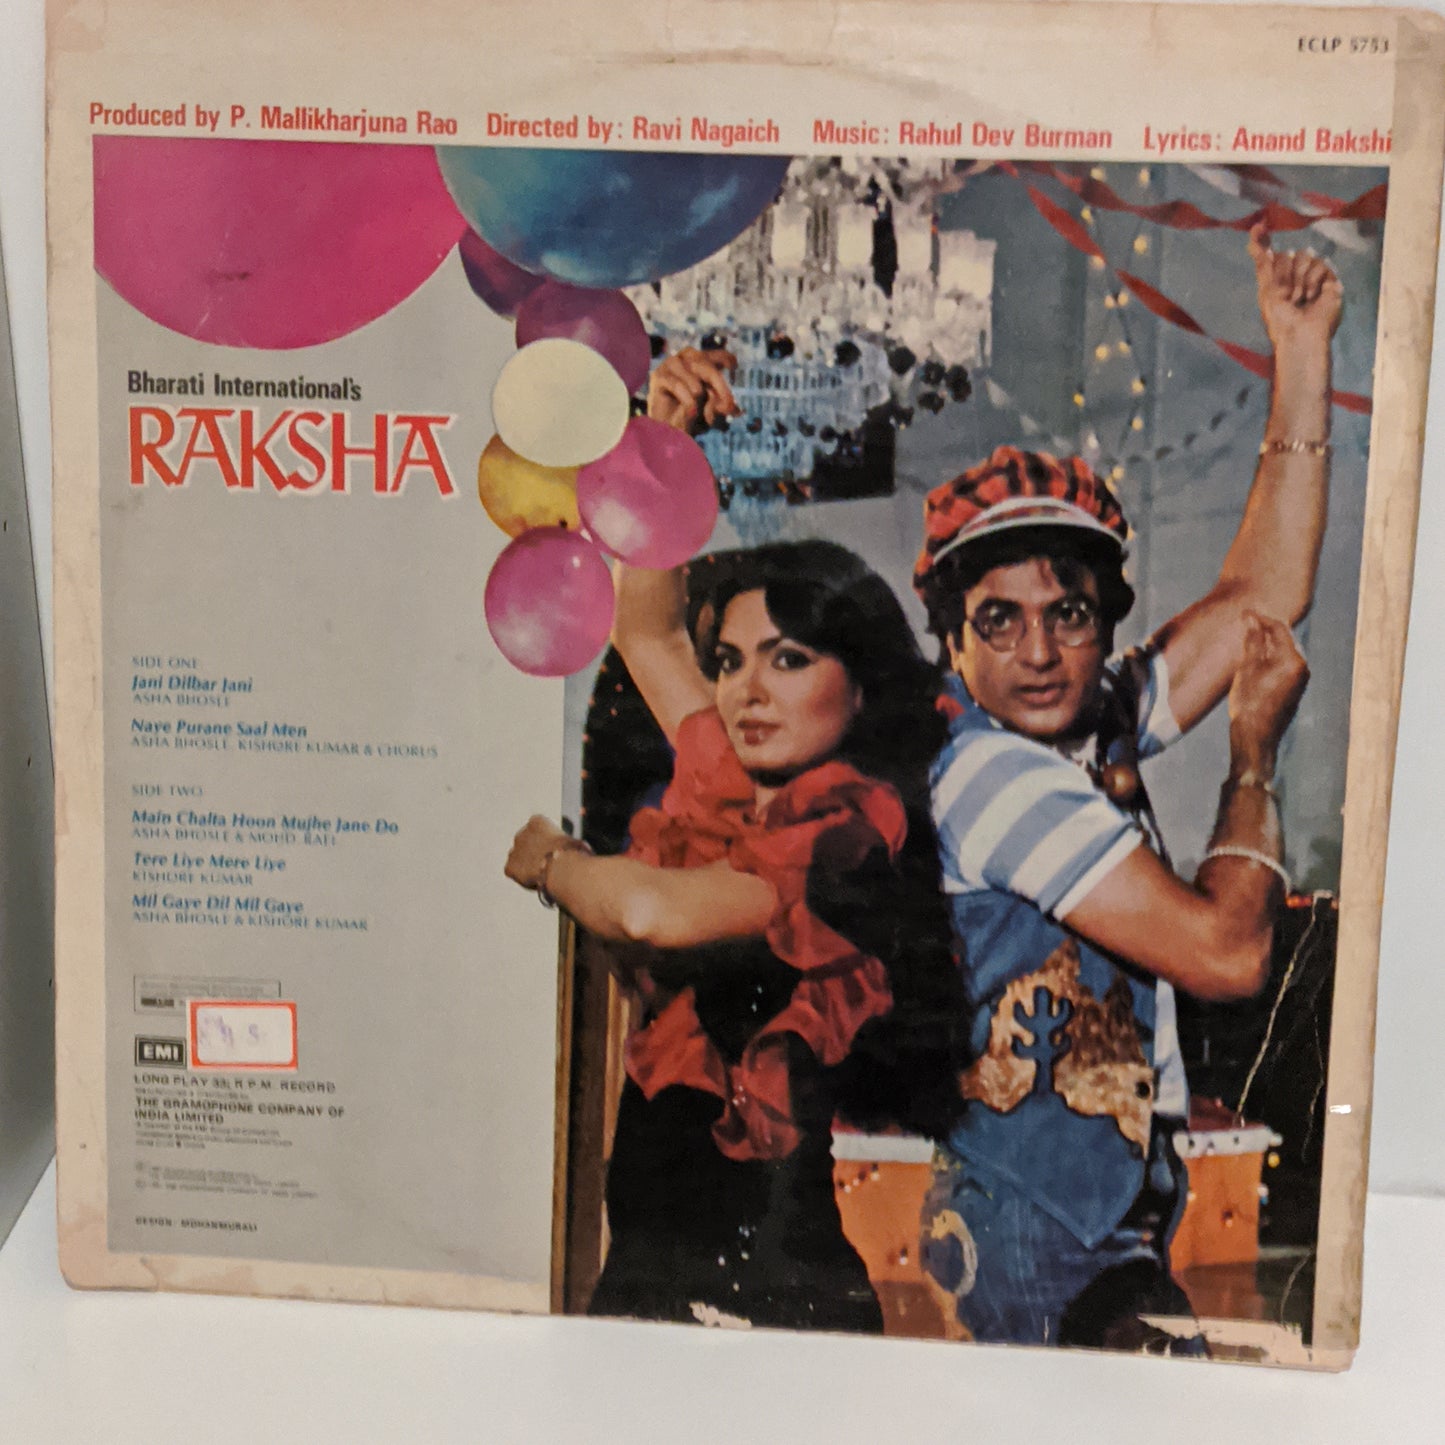 ECLP 5753
Produced by P. Mallikharjuna Rao Directed by: Ravi Nagaich Music: Rahul Dev Burman Lyrics: Anand Bakshi
Bharati International's
RAKSHA
SIDE ONE
Jani Dilbar Jani
ASHA BHOSLE
Naye Purane Saal Men
ASHA BHOSLE, KISHORE KUMAR & CHORUS
SIDE TWO
Main Chalta Hoon Mujhe Jane Do
ASHA BHOSLE & MOHD. RAFI
Tere Liye Mere Liye
KISHORE KUMAR
Mil Gaye Dil Mil Gaye
ASHA BHOSLE & KISHORE KUMAR
EMI
LONG PLAY 33⅓ R.P.M. RECORD
THE GRAMOPHONE COMPANY OF
INDIA LIMITED
DESIGN: MOHANMURALI